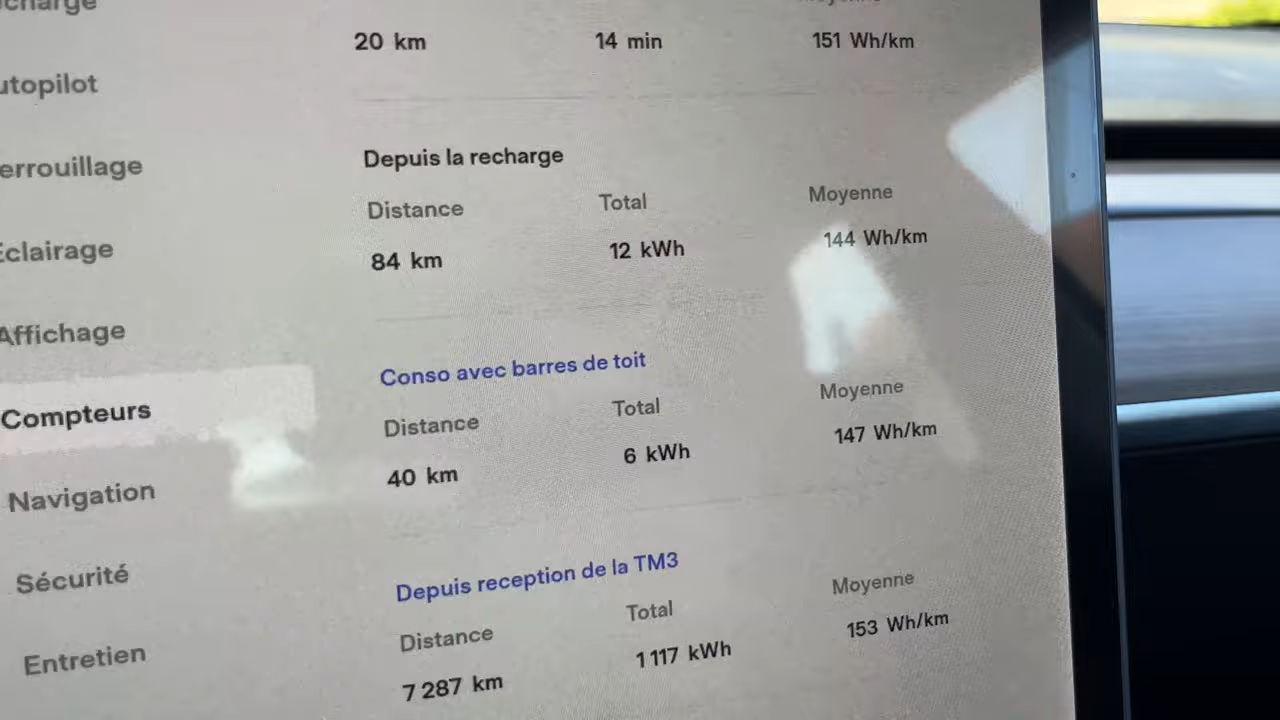 utopilot
errouillage
Eclairage
Affichage
Compteurs
Navigation
Sécurité
Entretien
20 km 14 min 151 Wh/km
Depuis la recharge
Distance Total Moyenne
84 km 12 kWh 144 Wh/km
Conso avec barres de toit
Distance Total Moyenne
40 km 6 kWh 147 Wh/km
Depuis reception de la TM3
Distance Total Moyenne
7 287 km 1 117 kWh 153 Wh/km